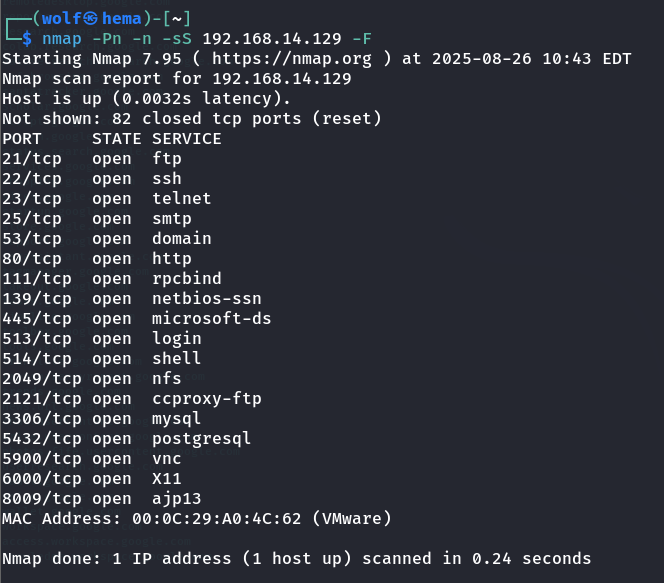 (wolf㉿hema)-[~]
$ nmap -Pn -n -sS 192.168.14.129 -F
Starting Nmap 7.95 ( https://nmap.org ) at 2025-08-26 10:43 EDT
Nmap scan report for 192.168.14.129
Host is up (0.0032s latency).
Not shown: 82 closed tcp ports (reset)
PORT     STATE SERVICE
21/tcp   open  ftp
22/tcp   open  ssh
23/tcp   open  telnet
25/tcp   open  smtp
53/tcp   open  domain
80/tcp   open  http
111/tcp  open  rpcbind
139/tcp  open  netbios-ssn
445/tcp  open  microsoft-ds
513/tcp  open  login
514/tcp  open  shell
2049/tcp open  nfs
2121/tcp open  ccproxy-ftp
3306/tcp open  mysql
5432/tcp open  postgresql
5900/tcp open  vnc
6000/tcp open  X11
8009/tcp open  ajp13
MAC Address: 00:0C:29:A0:4C:62 (VMware)
Nmap done: 1 IP address (1 host up) scanned in 0.24 seconds